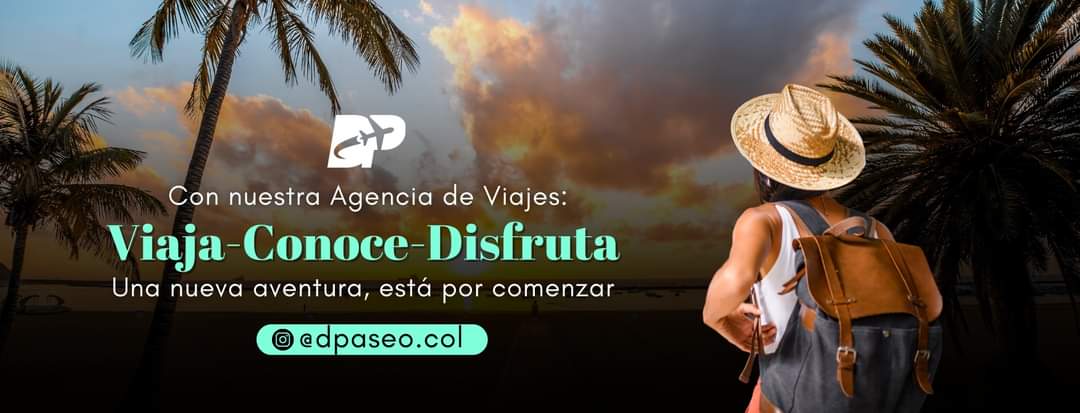 DP
Con nuestra Agencia de Viajes:
Viaja-Conoce-Disfruta
Una nueva aventura, está por comenzar
@dpaseo.col